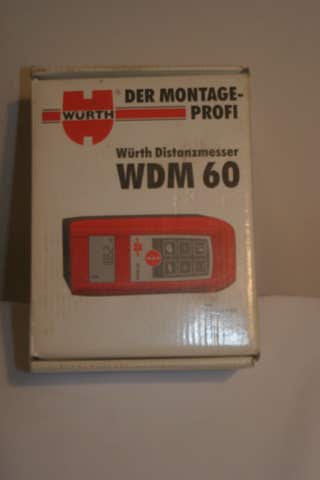 WÜRTH
DER MONTAGE-
PROFI
Würth Distanzmesser
WDM 60